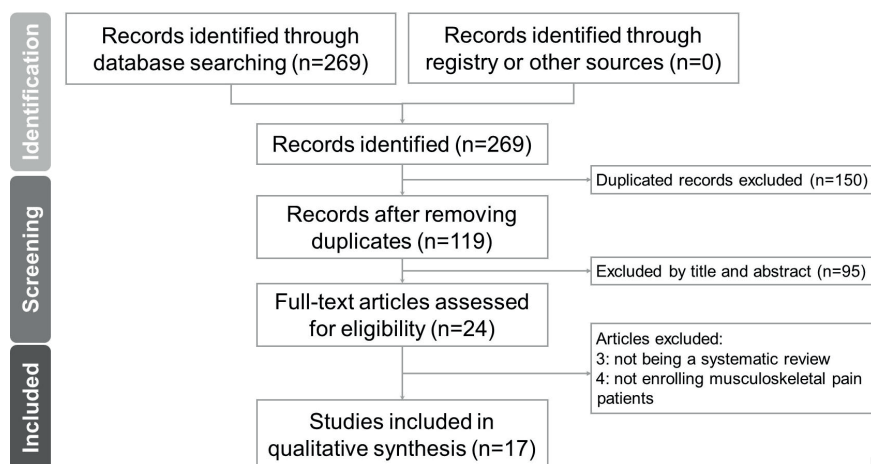 Identification
Records identified through
database searching (n=269)
Records identified through
registry or other sources (n=0)
Records identified (n=269)
Duplicated records excluded (n=150)
Screening
Records after removing
duplicates (n=119)
Excluded by title and abstract (n=95)
Full-text articles assessed
for eligibility (n=24)
Articles excluded:
3: not being a systematic review
4: not enrolling musculoskeletal pain
patients
Included
Studies included in
qualitative synthesis (n=17)